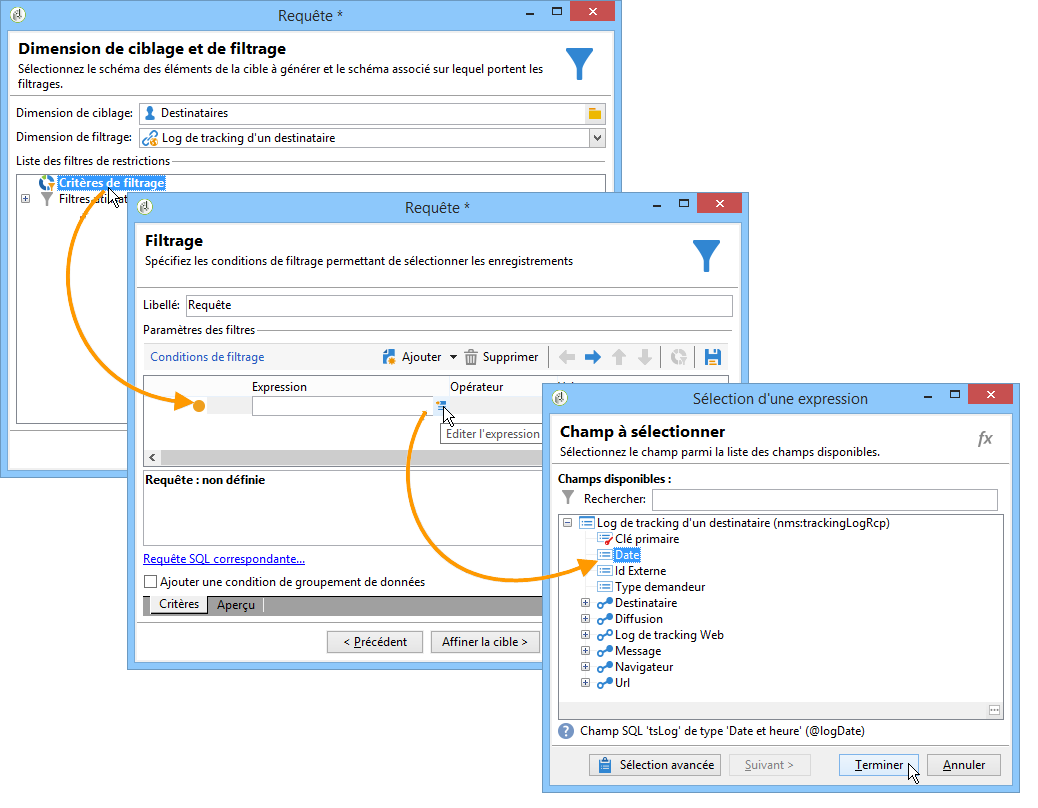 Requête *
Dimension de ciblage et de filtrage
Sélectionnez le schéma des éléments de la cible à générer et le schéma associé sur lequel portent les
filtrages.
Dimension de ciblage:
Destinataires
Dimension de filtrage:
Log de tracking d'un destinataire
Liste des filtres de restrictions
Critères de filtrage
Requête *
Filtrage
Spécifiez les conditions de filtrage permettant de sélectionner les enregistrements
Libellé:
Requête
Paramètres des filtres
Conditions de filtrage
Ajouter
Supprimer
Expression
Opérateur
Editer l'expression
Requête : non définie
Requête SQL correspondante...
Ajouter une condition de groupement de données
Critères
Aperçu
< Précédent
Affiner la cible >
Sélection d'une expression
Champ à sélectionner
fx
Sélectionnez le champ parmi la liste des champs disponibles.
Champs disponibles :
Rechercher:
Log de tracking d'un destinataire (nms:trackingLogRcp)
Clé primaire
Date
Id Externe
Type demandeur
Destinataire
Diffusion
Log de tracking Web
Message
Navigateur
Url
Champ SQL 'tsLog' de type 'Date et heure' (@logDate)
Sélection avancée
Suivant >
Terminer
Annuler